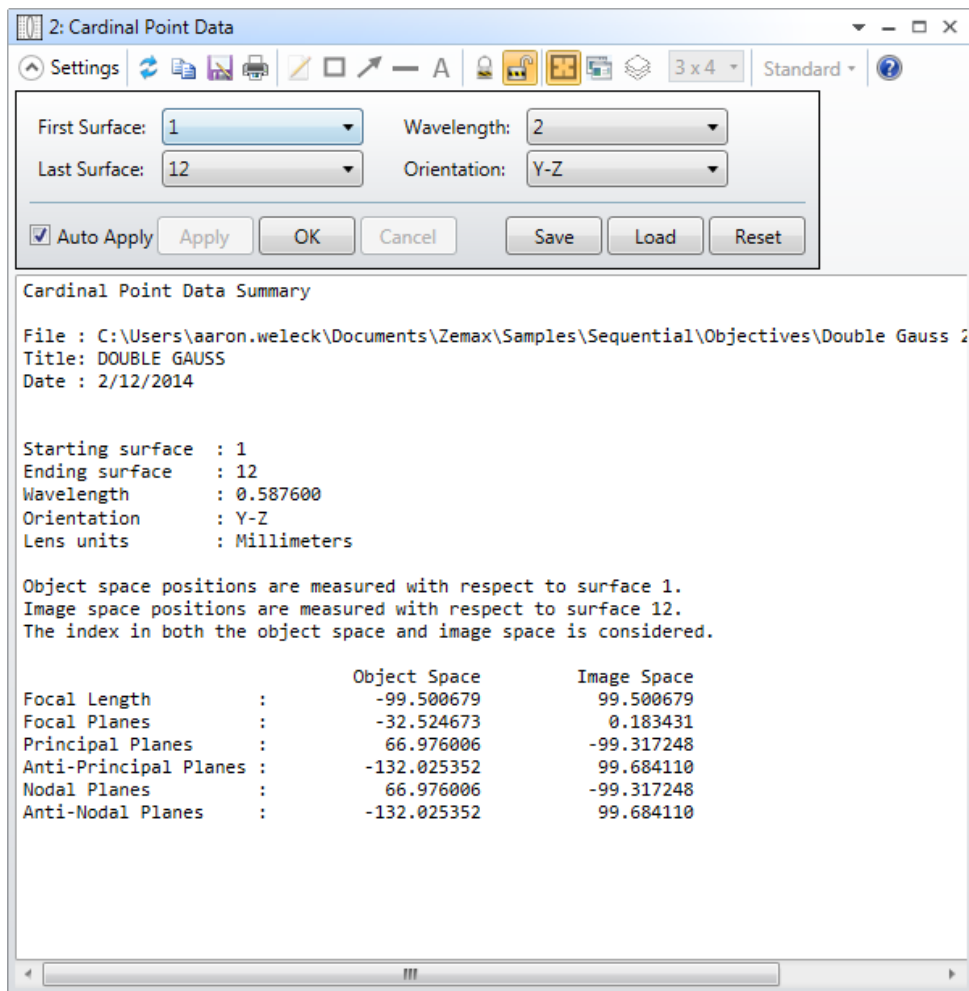 2: Cardinal Point Data
Settings A 3 x 4 Standard ?
First Surface: 1 Wavelength: 2
Last Surface: 12 Orientation: Y-Z
Auto Apply Apply OK Cancel Save Load Reset
Cardinal Point Data Summary
File : C:\Users\aaron.weleck\Documents\Zemax\Samples\Sequential\Objectives\Double Gauss 2
Title: DOUBLE GAUSS
Date : 2/12/2014
Starting surface : 1
Ending surface : 12
Wavelength : 0.587600
Orientation : Y-Z
Lens units : Millimeters
Object space positions are measured with respect to surface 1.
Image space positions are measured with respect to surface 12.
The index in both the object space and image space is considered.
Object Space Image Space
Focal Length : -99.500679 99.500679
Focal Planes : -32.524673 0.183431
Principal Planes : 66.976006 -99.317248
Anti-Principal Planes : -132.025352 99.684110
Nodal Planes : 66.976006 -99.317248
Anti-Nodal Planes : -132.025352 99.684110